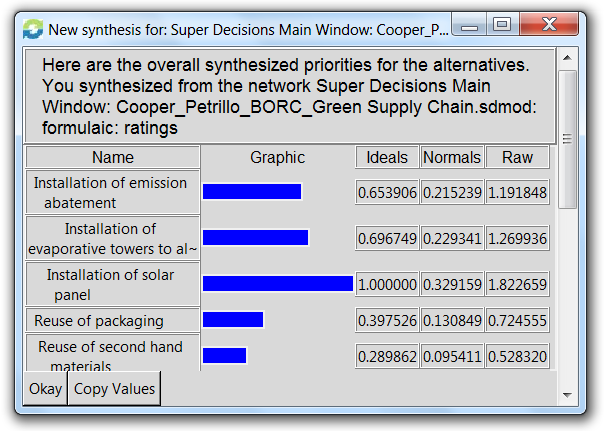 New synthesis for: Super Decisions Main Window: Cooper_P...
Here are the overall synthesized priorities for the alternatives.
You synthesized from the network Super Decisions Main
Window: Cooper_Petrillo_BORC_Green Supply Chain.sdmod:
formulaic: ratings
Name Graphic Ideals Normals Raw
Installation of emission
abatement 0.653906 0.215239 1.191848
Installation of
evaporative towers to al~ 0.696749 0.229341 1.269936
Installation of solar
panel 1.000000 0.329159 1.822659
Reuse of packaging 0.397526 0.130849 0.724555
Reuse of second hand
materials 0.289862 0.095411 0.528320
Okay Copy Values